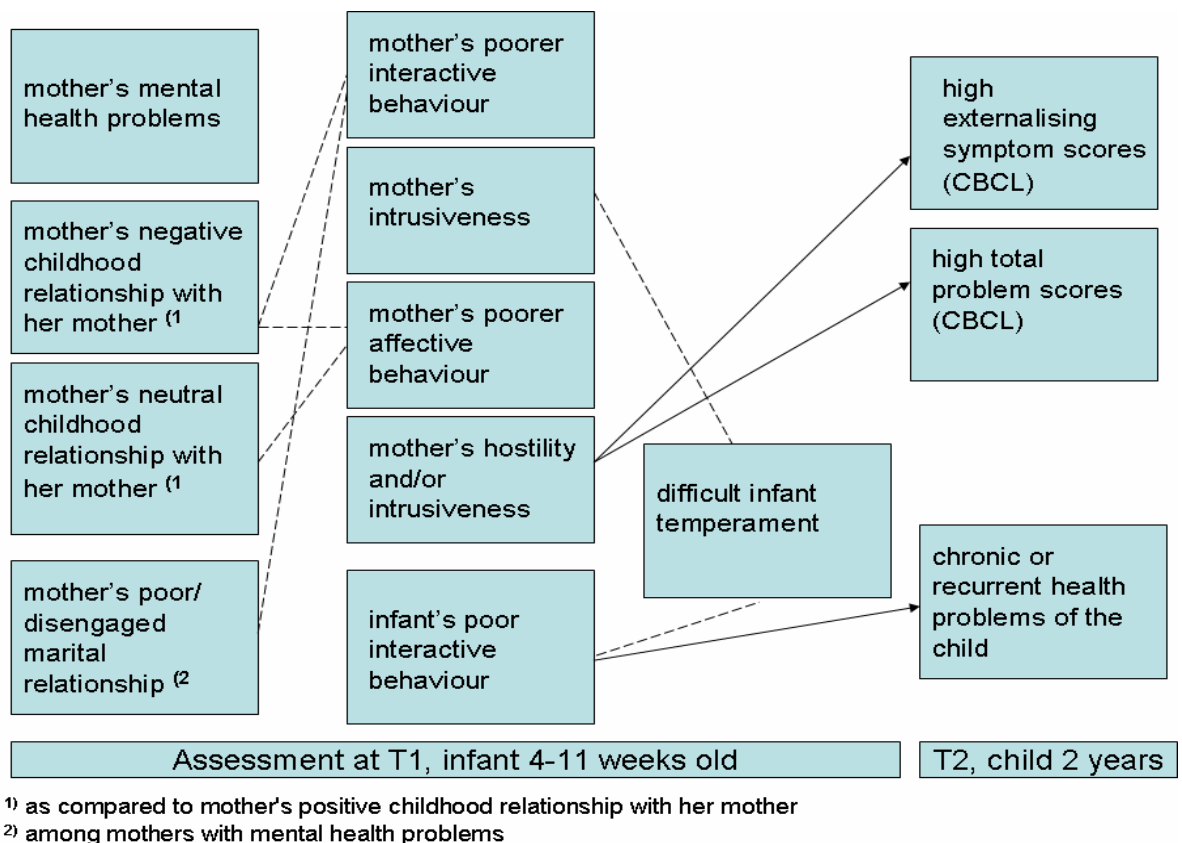 mother's mental
health problems
mother's negative
childhood
relationship with
her mother (1
mother's neutral
childhood
relationship with
her mother (1
mother's poor/
disengaged
marital
relationship (2
mother's poorer
interactive
behaviour
mother's
intrusiveness
mother's poorer
affective
behaviour
mother's hostility
and/or
intrusiveness
infant's poor
interactive
behaviour
difficult infant
temperament
high
externalising
symptom scores
(CBCL)
high total
problem scores
(CBCL)
chronic or
recurrent health
problems of the
child
Assessment at T1, infant 4-11 weeks old
T2, child 2 years
1) as compared to mother's positive childhood relationship with her mother
2) among mothers with mental health problems